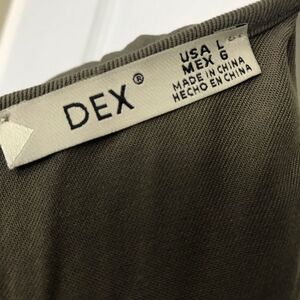 DEX®
USA L
MEX G
MADE IN CHINA
HECHO EN CHINA